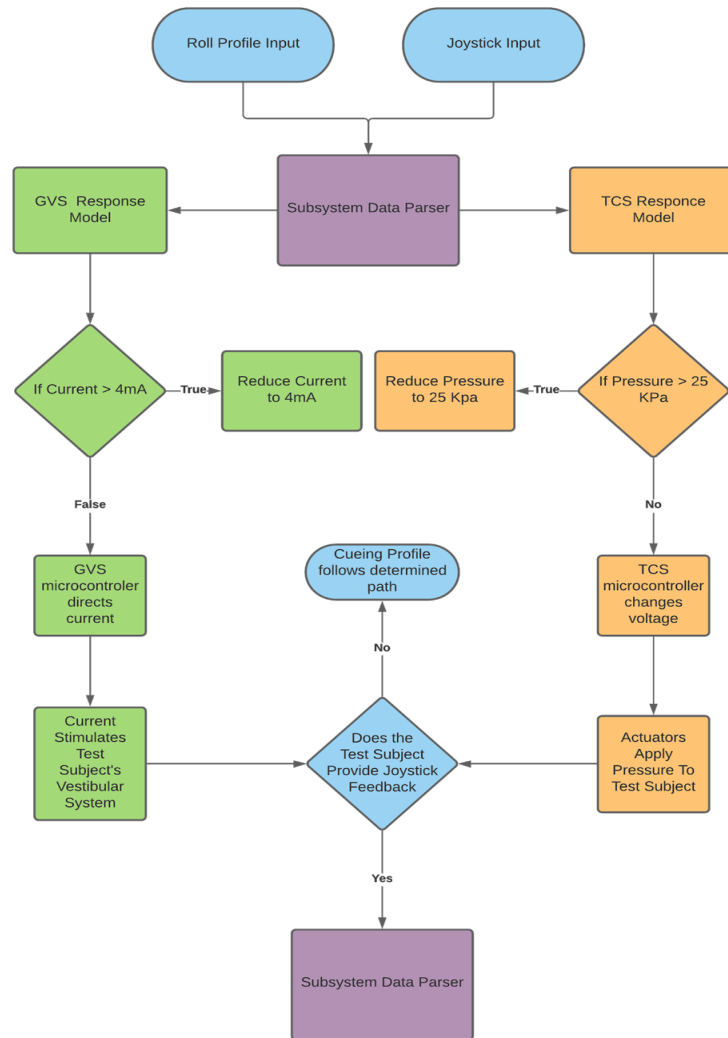 Roll Profile Input
Joystick Input
GVS Response
Model
Subsystem Data Parser
TCS Responce
Model
If Current > 4mA
True
Reduce Current
to 4mA
Reduce Pressure
to 25 Kpa
True
If Pressure > 25
KPa
False
No
GVS
microcontroler
directs
current
Cueing Profile
follows determined
path
TCS
microcontroller
changes
voltage
No
Current
Stimulates
Test
Subject's
Vestibular
System
Does the
Test Subject
Provide Joystick
Feedback
Actuators
Apply
Pressure To
Test Subject
Yes
Subsystem Data Parser